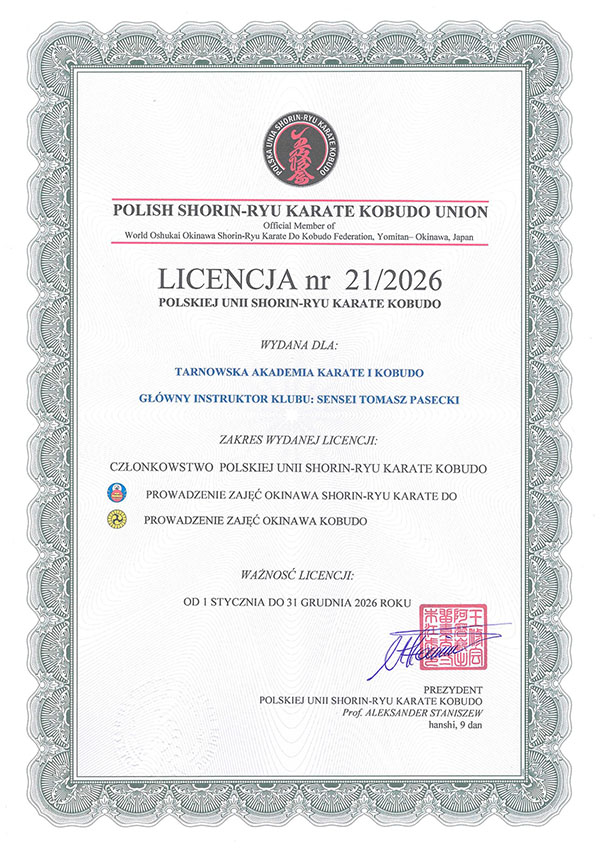 POLSKA UNIA SHORIN-RYU KARATE KOBUDO
POLISH SHORIN-RYU KARATE KOBUDO UNION
Official Member of
World Oshukai Okinawa Shorin-Ryu Karate Do Kobudo Federation, Yomitan– Okinawa, Japan
LICENCJA nr 21/2026
POLSKIEJ UNII SHORIN-RYU KARATE KOBUDO
WYDANA DLA:
TARNOWSKA AKADEMIA KARATE I KOBUDO
GŁÓWNY INSTRUKTOR KLUBU: SENSEI TOMASZ PASECKI
ZAKRES WYDANEJ LICENCJI:
CZŁONKOWSTWO POLSKIEJ UNII SHORIN-RYU KARATE KOBUDO
PROWADZENIE ZAJĘĆ OKINAWA SHORIN-RYU KARATE DO
PROWADZENIE ZAJĘĆ OKINAWA KOBUDO
WAŻNOŚĆ LICENCJI:
OD 1 STYCZNIA DO 31 GRUDNIA 2026 ROKU
PREZYDENT
POLSKIEJ UNII SHORIN-RYU KARATE KOBUDO
Prof. ALEKSANDER STANISZEW
hanshi, 9 dan